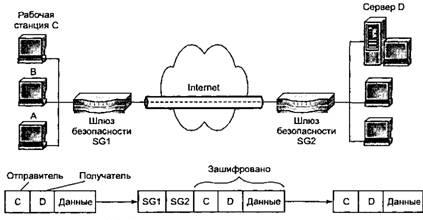 Рабочая
станция С
Сервер D
В
Internet
А
Шлюз
безопасности
SG1
Шлюз
безопасности
SG2
Отправитель
Получатель
Зашифровано
С D Данные
SG1 SG2 С D Данные
С D Данные